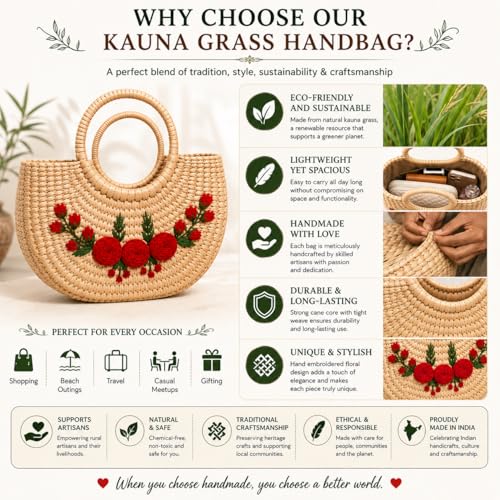 WHY CHOOSE OUR
KAUNA GRASS HANDBAG?
A perfect blend of tradition, style, sustainability & craftsmanship
ECO-FRIENDLY
AND SUSTAINABLE
Made from natural kauna grass,
a renewable resource that
supports a greener planet.
LIGHTWEIGHT
YET SPACIOUS
Easy to carry all day long
without compromising on
space and functionality.
HANDMADE
WITH LOVE
Each bag is meticulously
handcrafted by skilled
artisans with passion
and dedication.
DURABLE &
LONG-LASTING
Strong cane core with tight
weave ensures durability
and long-lasting use.
UNIQUE & STYLISH
Hand embroidered floral
design adds a touch of
elegance and makes
each piece truly unique.
PERFECT FOR EVERY OCCASION
Shopping
Beach
Outings
Travel
Casual
Meetups
Gifting
SUPPORTS
ARTISANS
Empowering rural
artisans and their
livelihoods.
NATURAL
& SAFE
Chemical-free,
non-toxic and
safe for you.
TRADITIONAL
CRAFTSMANSHIP
Preserving heritage
crafts and supporting
local communities.
ETHICAL &
RESPONSIBLE
Made with care for
people, communities
and the planet.
PROUDLY
MADE IN INDIA
Celebrating Indian
handicrafts, culture
and craftmanship.
When you choose handmade, you choose a better world.